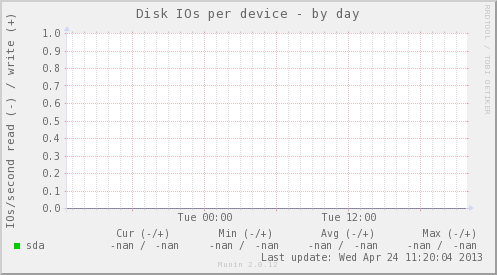 Disk IOs per device - by day
RRDTOOL / TOBI OETIKER
IOs/second read (-) / write (+)
1.0
0.9
0.8
0.7
0.6
0.5
0.4
0.3
0.2
0.1
0.0
Tue 00:00 Tue 12:00
Cur (-/+) Min (-/+) Avg (-/+) Max (-/+)
sda -nan / -nan -nan / -nan -nan / -nan -nan / -nan
Last update: Wed Apr 24 11:20:04 2013
Munin 2.0.12